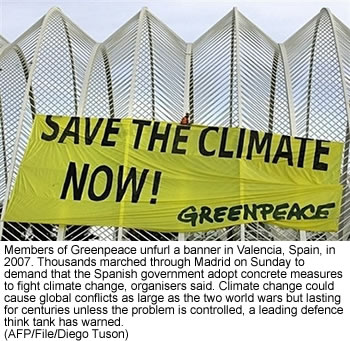 SAVE THE CLIMATE
NOW!
GREENPEACE
Members of Greenpeace unfurl a banner in Valencia, Spain, in
2007. Thousands marched through Madrid on Sunday to
demand that the Spanish government adopt concrete measures
to fight climate change, organisers said. Climate change could
cause global conflicts as large as the two world wars but lasting
for centuries unless the problem is controlled, a leading defence
think tank has warned.
(AFP/File/Diego Tuson)